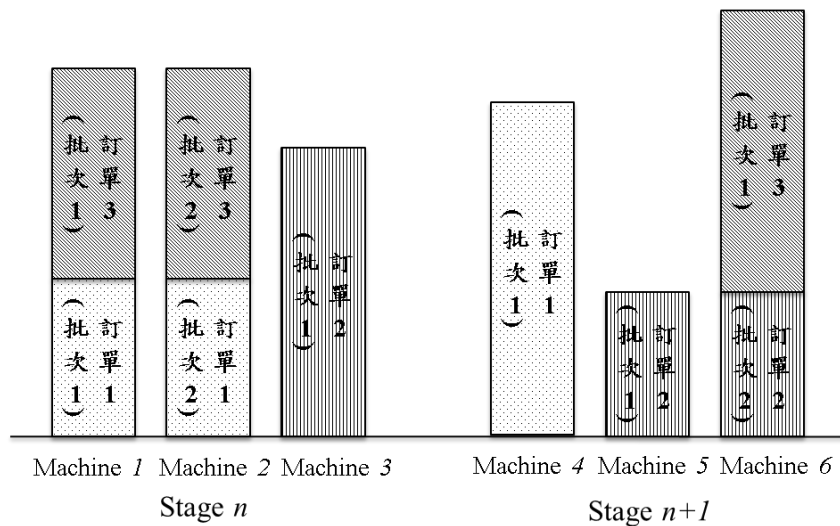 訂單3
(批次1)
訂單1
(批次1)
訂單3
(批次2)
訂單1
(批次2)
訂單2
(批次1)
訂單1
(批次1)
訂單2
(批次1)
訂單3
(批次1)
訂單2
(批次2)
Machine 1 Machine 2 Machine 3 Machine 4 Machine 5 Machine 6
Stage n Stage n+1